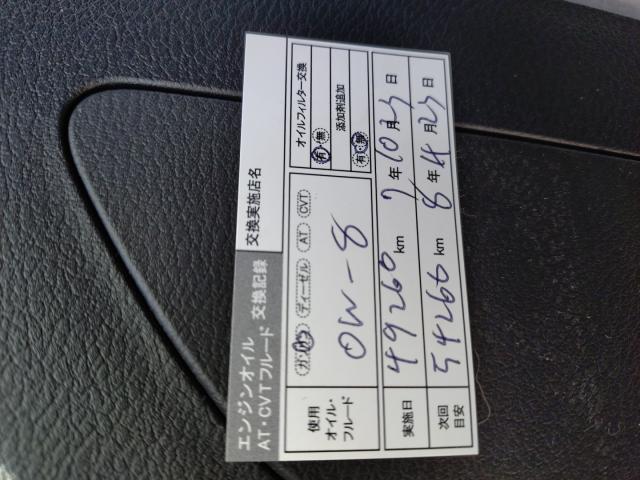 エンジンオイル
AT・CVTフルード 交換記録 交換実施店名
使用オイル・フルード ガソリン ディーゼル AT CVT オイルフィルター交換 有・無
0W-8 添加剤追加 有・無
実施日 49266 km 7年10月23日
次回目安 54266 km 8年4月23日